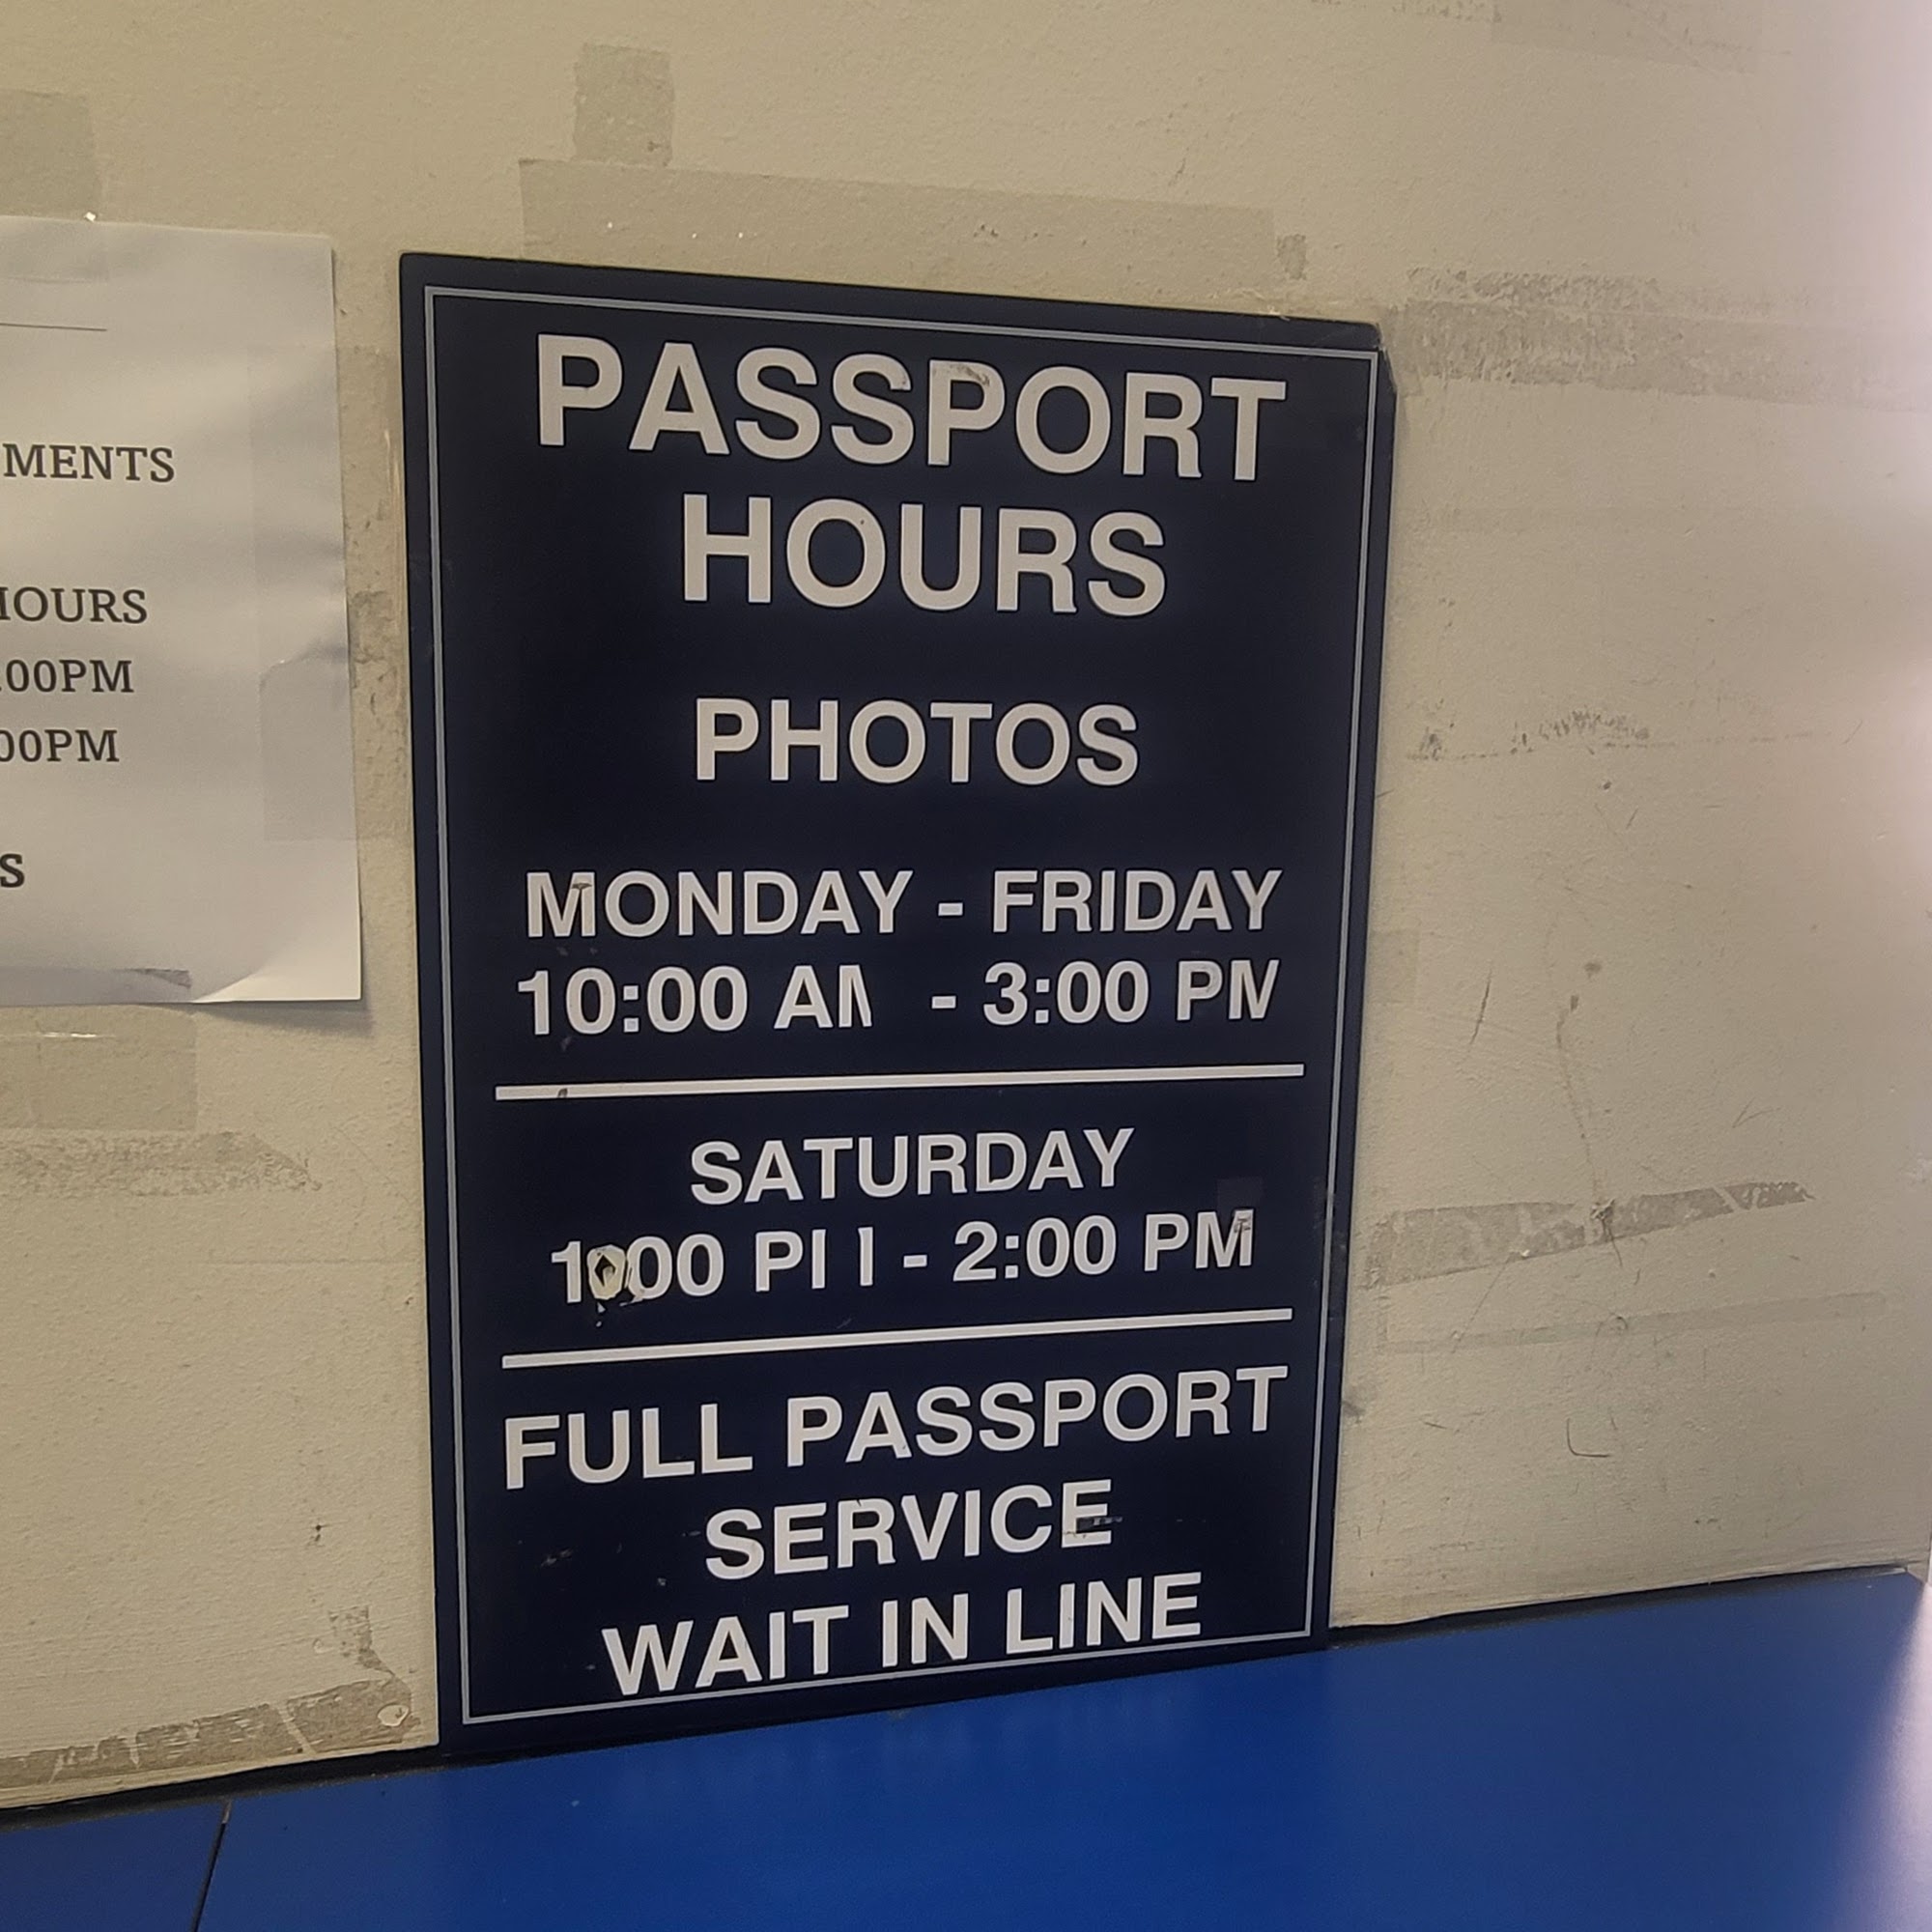 MENTS
HOURS
:00PM
00PM
S
PASSPORT
HOURS
PHOTOS
MONDAY - FRIDAY
10:00 AM - 3:00 PM
SATURDAY
00 P - 2:00 PM
FULL PASSPORT
SERVICE
WAIT IN LINE